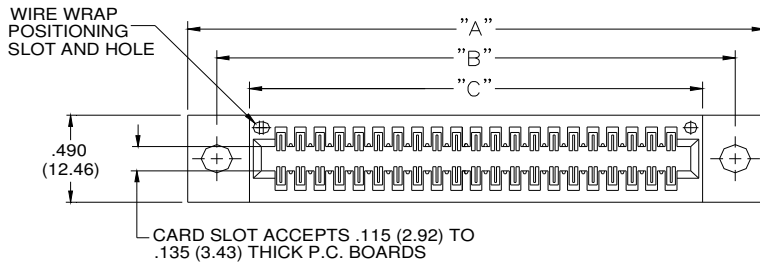 WIRE WRAP
POSITIONING
SLOT AND HOLE
"A"
"B"
"C"
.490
(12.46)
CARD SLOT ACCEPTS .115 (2.92) TO
.135 (3.43) THICK P.C. BOARDS